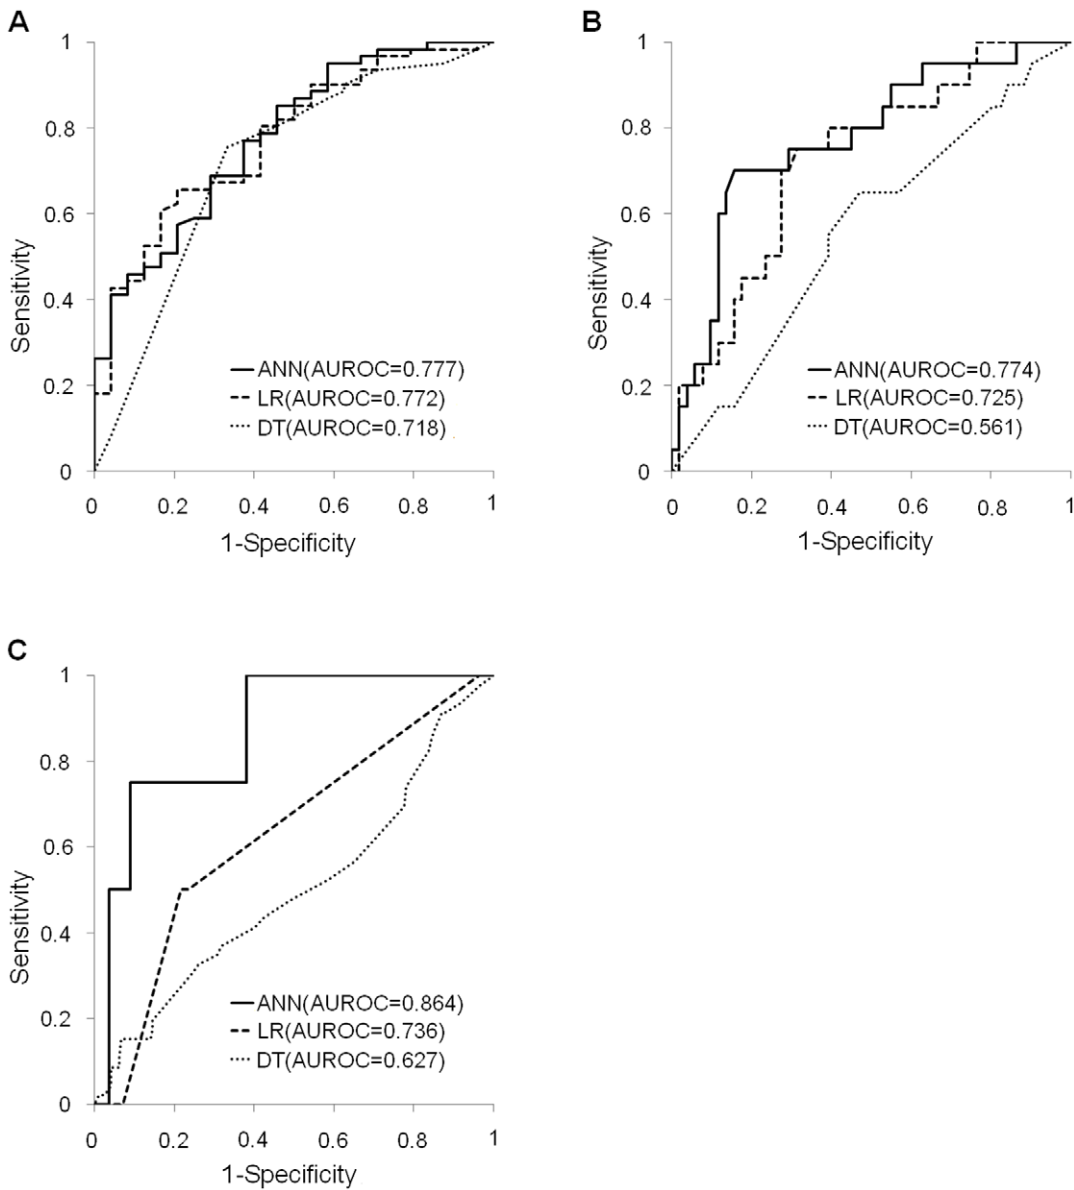 A
1
0.8
0.6
0.4
0.2
0
Sensitivity
ANN(AUROC=0.777)
LR(AUROC=0.772)
DT(AUROC=0.718)
0 0.2 0.4 0.6 0.8 1
1-Specificity
B
1
0.8
0.6
0.4
0.2
0
Sensitivity
ANN(AUROC=0.774)
LR(AUROC=0.725)
DT(AUROC=0.561)
0 0.2 0.4 0.6 0.8 1
1-Specificity
C
1
0.8
0.6
0.4
0.2
0
Sensitivity
ANN(AUROC=0.864)
LR(AUROC=0.736)
DT(AUROC=0.627)
0 0.2 0.4 0.6 0.8 1
1-Specificity